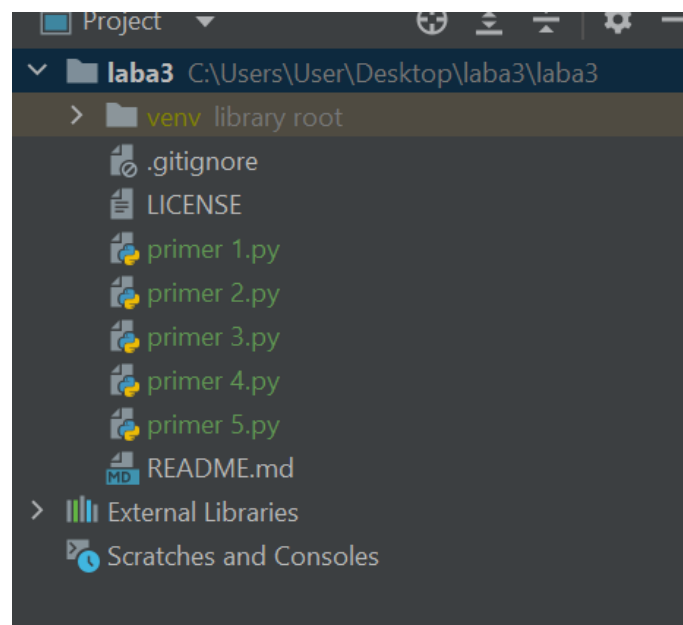 Project
laba3 C:\Users\User\Desktop\laba3\laba3
venv library root
.gitignore
LICENSE
primer 1.py
primer 2.py
primer 3.py
primer 4.py
primer 5.py
MD README.md
External Libraries
Scratches and Consoles